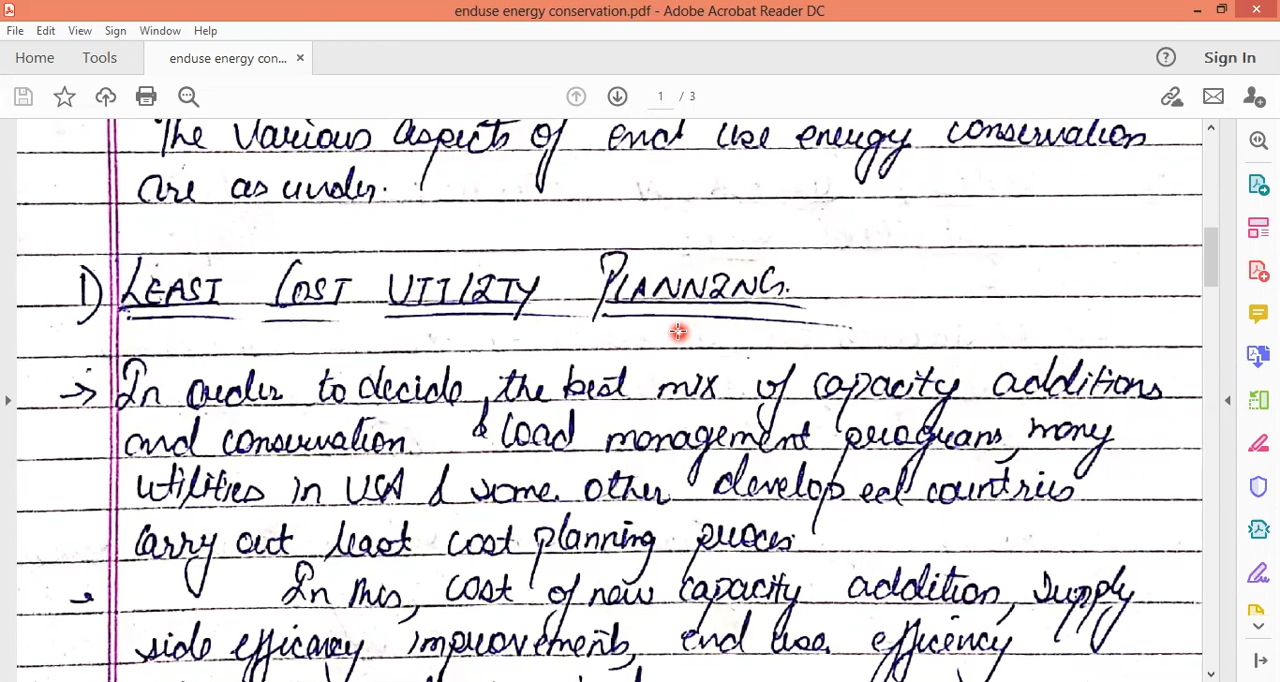 enduse energy conservation.pdf - Adobe Acrobat Reader DC
File Edit View Sign Window Help
Home Tools enduse energy con... × Sign In
1 / 3
The Various aspects of end use energy conservation
are as under.
1) LEAST COST UTILITY PLANNING.
→ In order to decide, the best mix of capacity additions
and conservation & load management programs, many
utilities in USA & some other developed countries
carry out least cost planning proces
In this, cost of new capacity addition, supply
side efficancy improvements, end use efficency